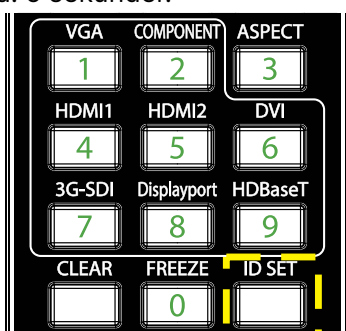 VGA COMPONENT ASPECT
1 2 3
HDMI1 HDMI2 DVI
4 5 6
3G-SDI Displayport HDBaseT
7 8 9
CLEAR FREEZE ID SET
0